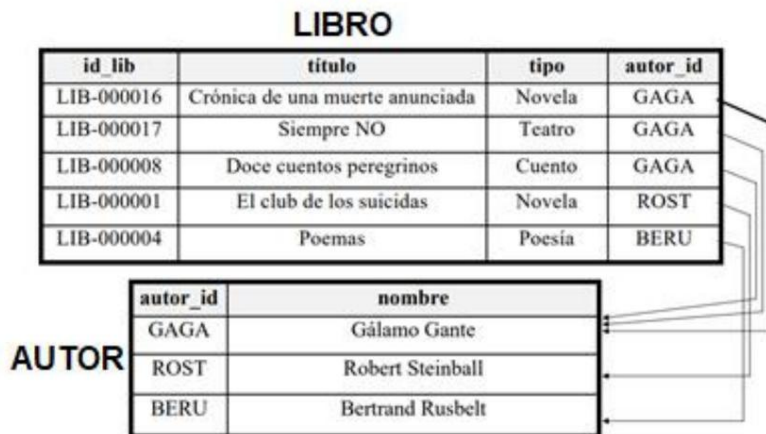 LIBRO
id_lib título tipo autor_id
LIB-000016 Crónica de una muerte anunciada Novela GAGA
LIB-000017 Siempre NO Teatro GAGA
LIB-000008 Doce cuentos peregrinos Cuento GAGA
LIB-000001 El club de los suicidas Novela ROST
LIB-000004 Poemas Poesía BERU
autor_id nombre
GAGA Gálamo Gante
AUTOR ROST Robert Steinball
BERU Bertrand Rusbelt